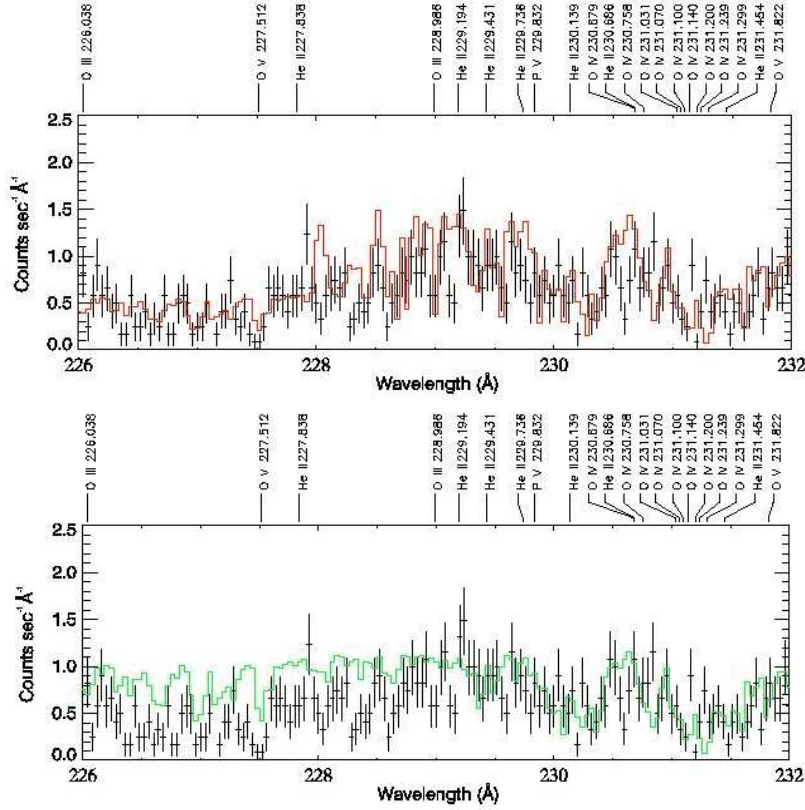 O III 226.038
O V 227.512
He II 227.838
O III 228.986
He II 229.194
He II 229.431
He II 229.736
P V 229.832
He II 230.139
O IV 230.679
He II 230.686
O IV 230.758
O IV 231.031
O IV 231.070
O IV 231.100
O IV 231.140
O IV 231.200
O IV 231.239
O IV 231.299
He II 231.454
O V 231.822
2.5
2.0
1.5
1.0
0.5
0.0
Counts sec⁻¹ Å⁻¹
226 228 230 232
Wavelength (Å)
O III 226.038
O V 227.512
He II 227.838
O III 228.986
He II 229.194
He II 229.431
He II 229.736
P V 229.832
He II 230.139
O IV 230.679
He II 230.686
O IV 230.758
O IV 231.031
O IV 231.070
O IV 231.100
O IV 231.140
O IV 231.200
O IV 231.239
O IV 231.299
He II 231.454
O V 231.822
2.5
2.0
1.5
1.0
0.5
0.0
Counts sec⁻¹ Å⁻¹
226 228 230 232
Wavelength (Å)